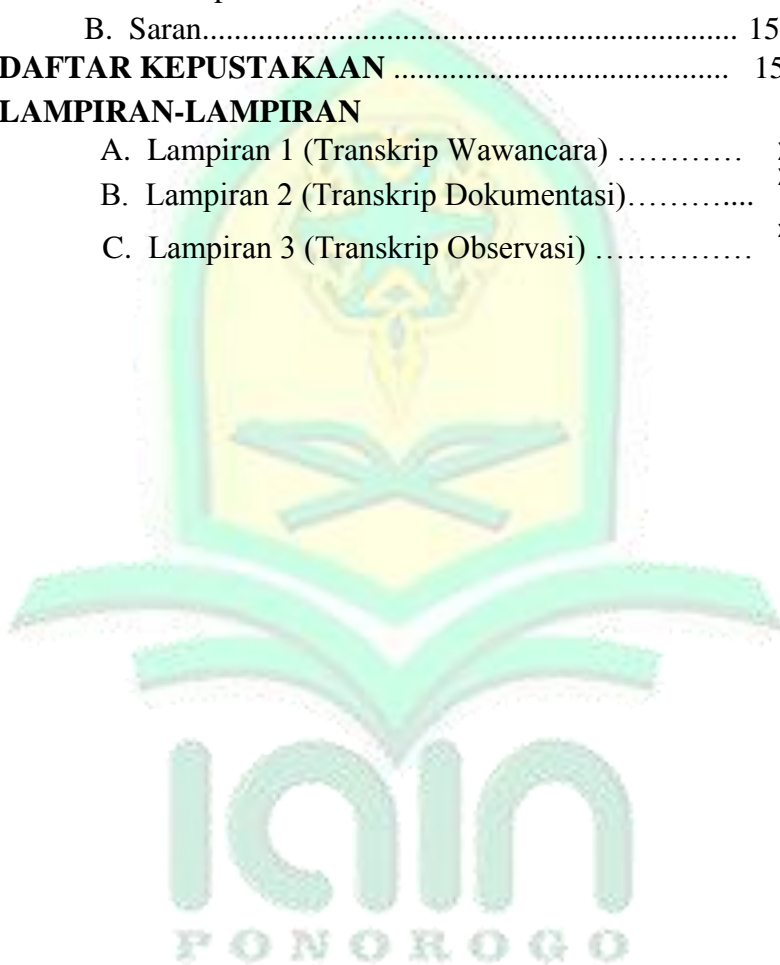 B. Saran.................................................................. 15
DAFTAR KEPUSTAKAAN .......................................... 15
LAMPIRAN-LAMPIRAN
A. Lampiran 1 (Transkrip Wawancara) …………
B. Lampiran 2 (Transkrip Dokumentasi)………....
C. Lampiran 3 (Transkrip Observasi) ……………
iain
PONOROGO